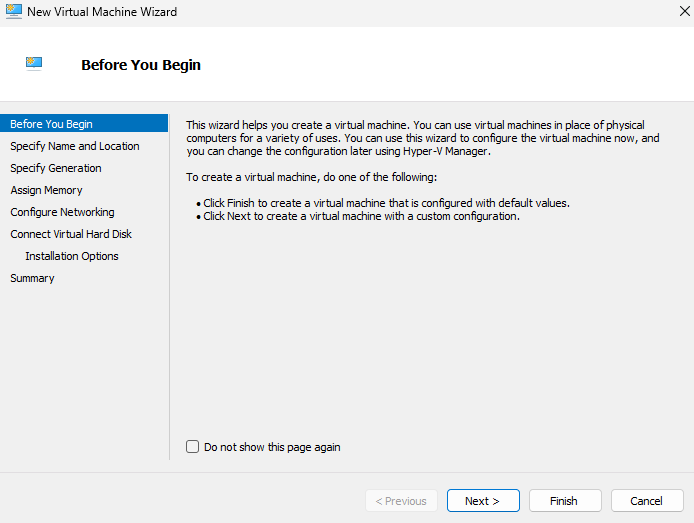 New Virtual Machine Wizard
Before You Begin
Before You Begin
Specify Name and Location
Specify Generation
Assign Memory
Configure Networking
Connect Virtual Hard Disk
Installation Options
Summary
This wizard helps you create a virtual machine. You can use virtual machines in place of physical
computers for a variety of uses. You can use this wizard to configure the virtual machine now, and
you can change the configuration later using Hyper-V Manager.
To create a virtual machine, do one of the following:
• Click Finish to create a virtual machine that is configured with default values.
• Click Next to create a virtual machine with a custom configuration.
Do not show this page again
< Previous
Next >
Finish
Cancel